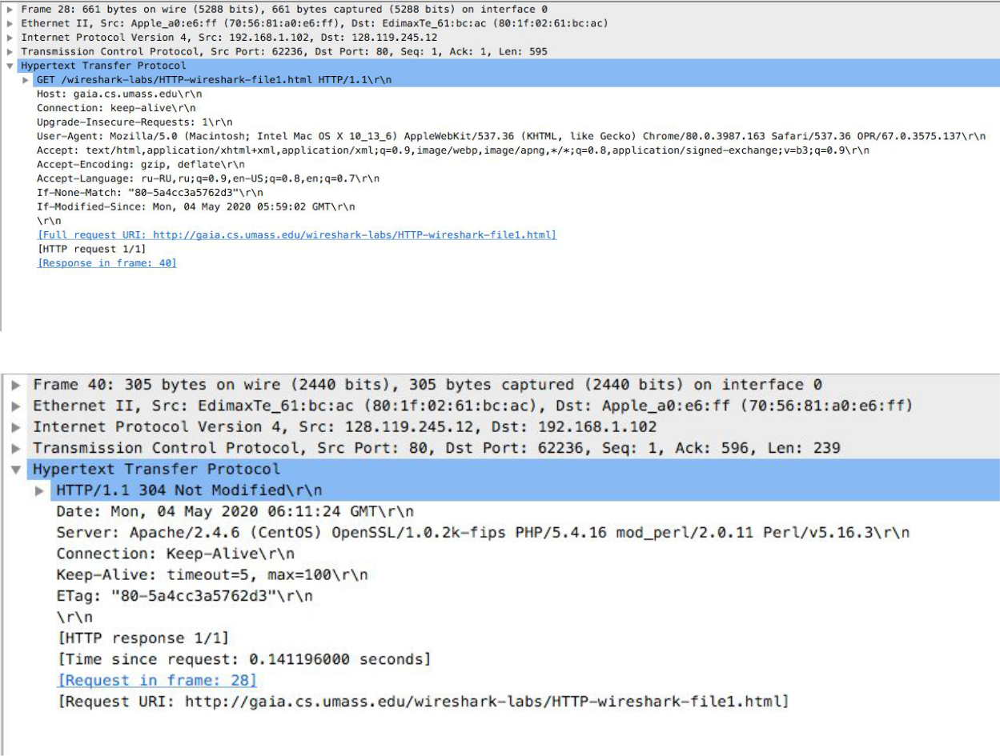 Frame 28: 661 bytes on wire (5288 bits), 661 bytes captured (5288 bits) on interface 0
Ethernet II, Src: Apple_a0:e6:ff (70:56:81:a0:e6:ff), Dst: EdimaxTe_61:bc:ac (80:1f:02:61:bc:ac)
Internet Protocol Version 4, Src: 192.168.1.102, Dst: 128.119.245.12
Transmission Control Protocol, Src Port: 62236, Dst Port: 80, Seq: 1, Ack: 1, Len: 595
Hypertext Transfer Protocol
GET /wireshark-labs/HTTP-wireshark-file1.html HTTP/1.1\r\n
Host: gaia.cs.umass.edu\r\n
Connection: keep-alive\r\n
Upgrade-Insecure-Requests: 1\r\n
User-Agent: Mozilla/5.0 (Macintosh; Intel Mac OS X 10_13_6) AppleWebKit/537.36 (KHTML, like Gecko) Chrome/80.0.3987.163 Safari/537.36 OPR/67.0.3575.137\r\n
Accept: text/html,application/xhtml+xml,application/xml;q=0.9,image/webp,image/apng,*/*;q=0.8,application/signed-exchange;v=b3;q=0.9\r\n
Accept-Encoding: gzip, deflate\r\n
Accept-Language: ru-RU,ru;q=0.9,en-US;q=0.8,en;q=0.7\r\n
If-None-Match: "80-5a4cc3a5762d3"\r\n
If-Modified-Since: Mon, 04 May 2020 05:59:02 GMT\r\n
\r\n
[Full request URI: http://gaia.cs.umass.edu/wireshark-labs/HTTP-wireshark-file1.html]
[HTTP request 1/1]
[Response in frame: 40]
Frame 40: 305 bytes on wire (2440 bits), 305 bytes captured (2440 bits) on interface 0
Ethernet II, Src: EdimaxTe_61:bc:ac (80:1f:02:61:bc:ac), Dst: Apple_a0:e6:ff (70:56:81:a0:e6:ff)
Internet Protocol Version 4, Src: 128.119.245.12, Dst: 192.168.1.102
Transmission Control Protocol, Src Port: 80, Dst Port: 62236, Seq: 1, Ack: 596, Len: 239
Hypertext Transfer Protocol
HTTP/1.1 304 Not Modified\r\n
Date: Mon, 04 May 2020 06:11:24 GMT\r\n
Server: Apache/2.4.6 (CentOS) OpenSSL/1.0.2k-fips PHP/5.4.16 mod_perl/2.0.11 Perl/v5.16.3\r\n
Connection: Keep-Alive\r\n
Keep-Alive: timeout=5, max=100\r\n
ETag: "80-5a4cc3a5762d3"\r\n
\r\n
[HTTP response 1/1]
[Time since request: 0.141196000 seconds]
[Request in frame: 28]
[Request URI: http://gaia.cs.umass.edu/wireshark-labs/HTTP-wireshark-file1.html]